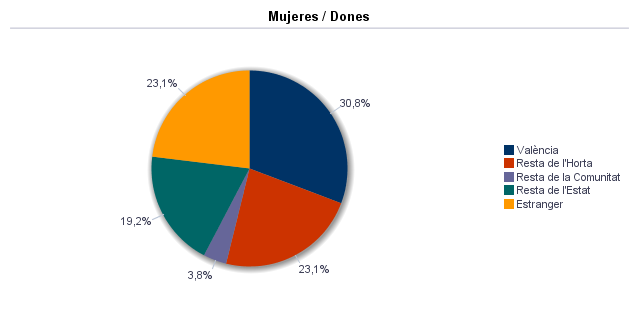 Mujeres / Dones
23,1%
30,8%
19,2%
3,8%
23,1%
València
Resta de l'Horta
Resta de la Comunitat
Resta de l'Estat
Estranger